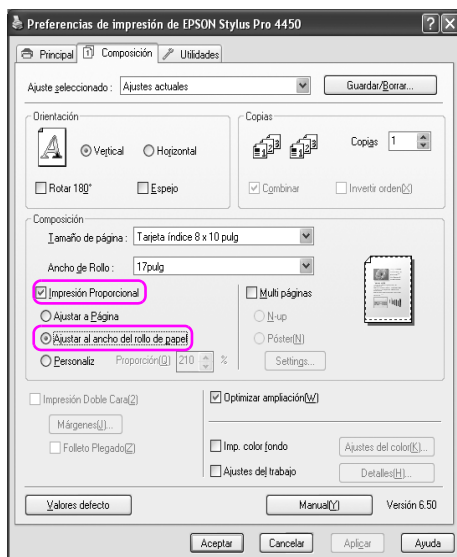 Preferencias de impresión de EPSON Stylus Pro 4450
Principal Composición Utilidades
Ajuste seleccionado : Ajustes actuales Guardar/Borrar...
Orientación Copias
A Vertical Horizontal Copias 1
Rotar 180° Espejo Combinar Invertir orden(X)
Composición
Tamaño de página : Tarjeta índice 8 x 10 pulg
Ancho de Rollo : 17pulg
Impresión Proporcional Multi páginas
Ajustar a Página N-up
Ajustar al ancho del rollo de papel Póster(N)
Personaliz Proporción(Q) 210 % Settings...
Impresión Doble Cara(2) Optimizar ampliación(W)
Márgenes(J)...
Folleto Plegado(Z) Imp. color fondo Ajustes del color(K)...
Ajustes del trabajo Detalles(H)...
Valores defecto Manual(Y) Versión 6.50
Aceptar Cancelar Aplicar Ayuda